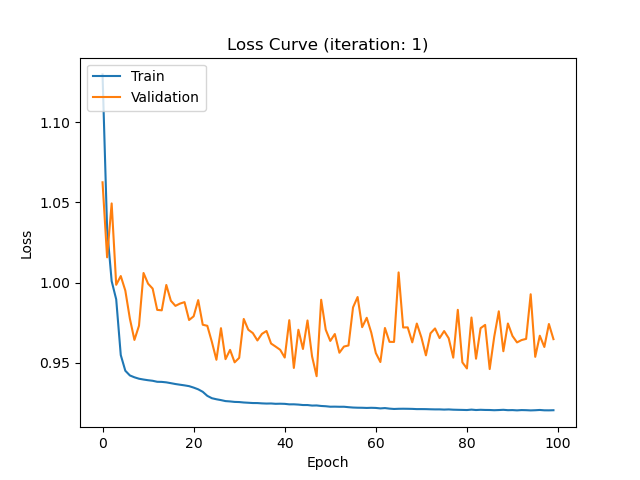 Loss Curve (iteration: 1)
Train
Validation
1.10
1.05
1.00
0.95
Loss
0 20 40 60 80 100
Epoch